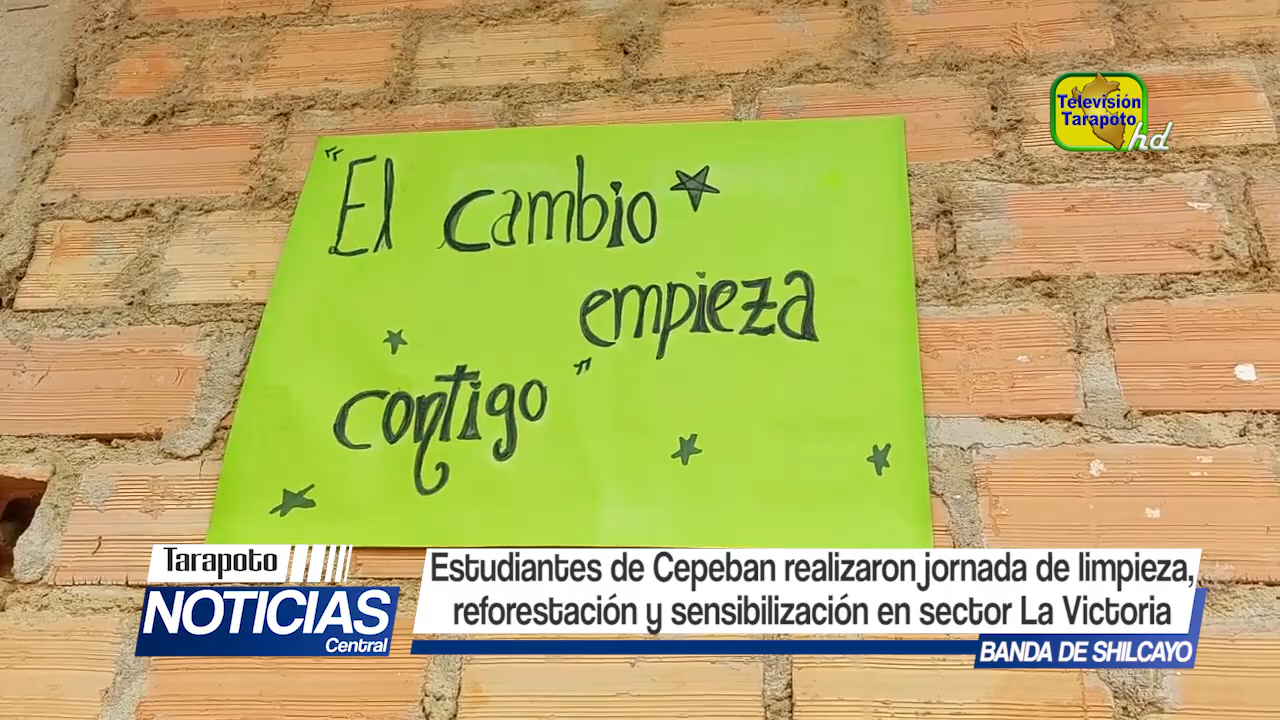 Televisión
Tarapoto
hd
"El cambio
empieza
contigo"
Tarapoto
NOTICIAS
Central
Estudiantes de Cepeban realizaron jornada de limpieza,
reforestación y sensibilización en sector La Victoria
BANDA DE SHILCAYO